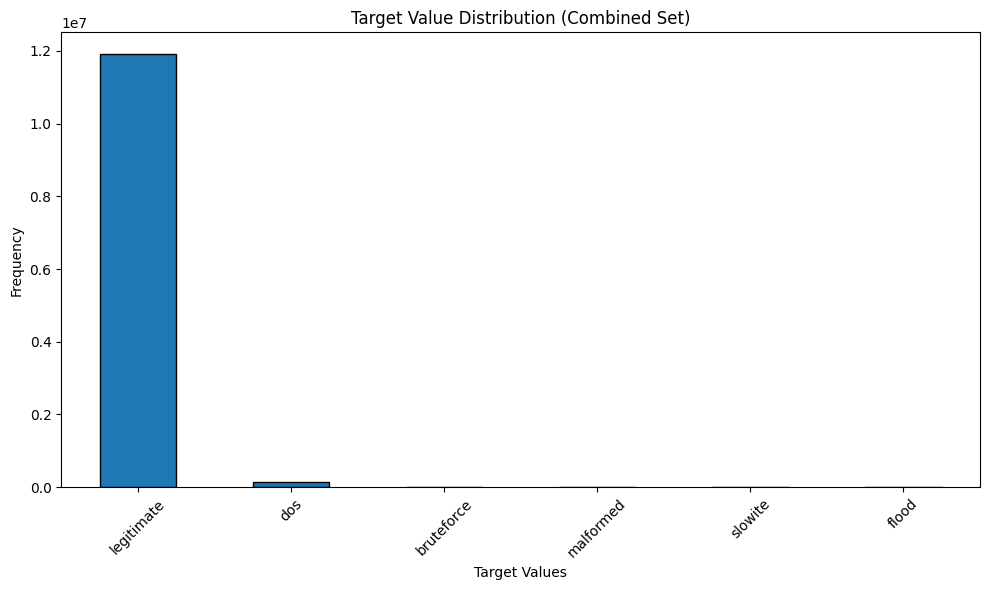 Target Value Distribution (Combined Set)
1e7
1.2
1.0
0.8
0.6
0.4
0.2
0.0
Frequency
legitimate
dos
bruteforce
malformed
slowite
flood
Target Values